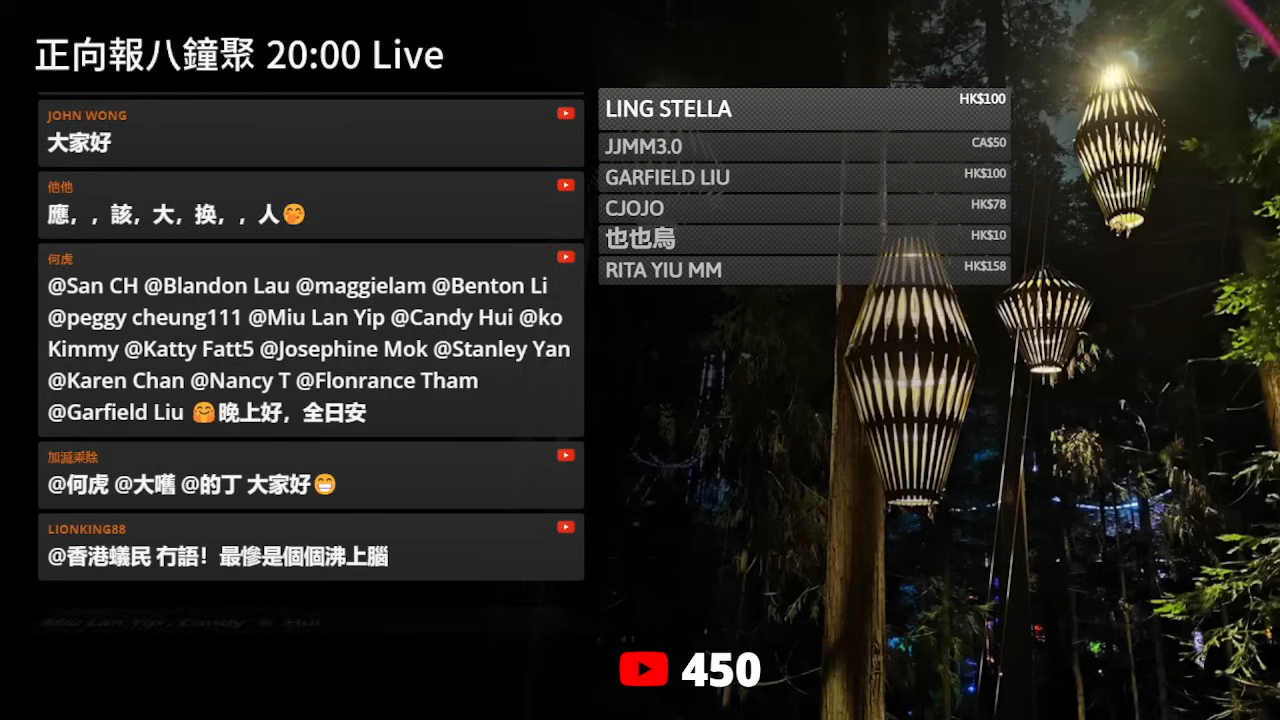 正向報八鐘聚 20:00 Live
JOHN WONG
大家好
他他
應，，該，大，換，，人🤭
何虎
@San CH @Blandon Lau @maggielam @Benton Li
@peggy cheung111 @Miu Lan Yip @Candy Hui @ko
Kimmy @Katty Fatt5 @Josephine Mok @Stanley Yan
@Karen Chan @Nancy T @Flonrance Tham
@Garfield Liu 🤗晚上好，全日安
加減乘除
@何虎 @大嚿 @的丁 大家好😁
LIONKING88
@香港蟻民 冇語！最慘是個個沸上腦
LING STELLA HK$100
JJMM3.0 CA$50
GARFIELD LIU HK$100
CJOJO HK$78
也也鳥 HK$10
RITA YIU MM HK$158
450